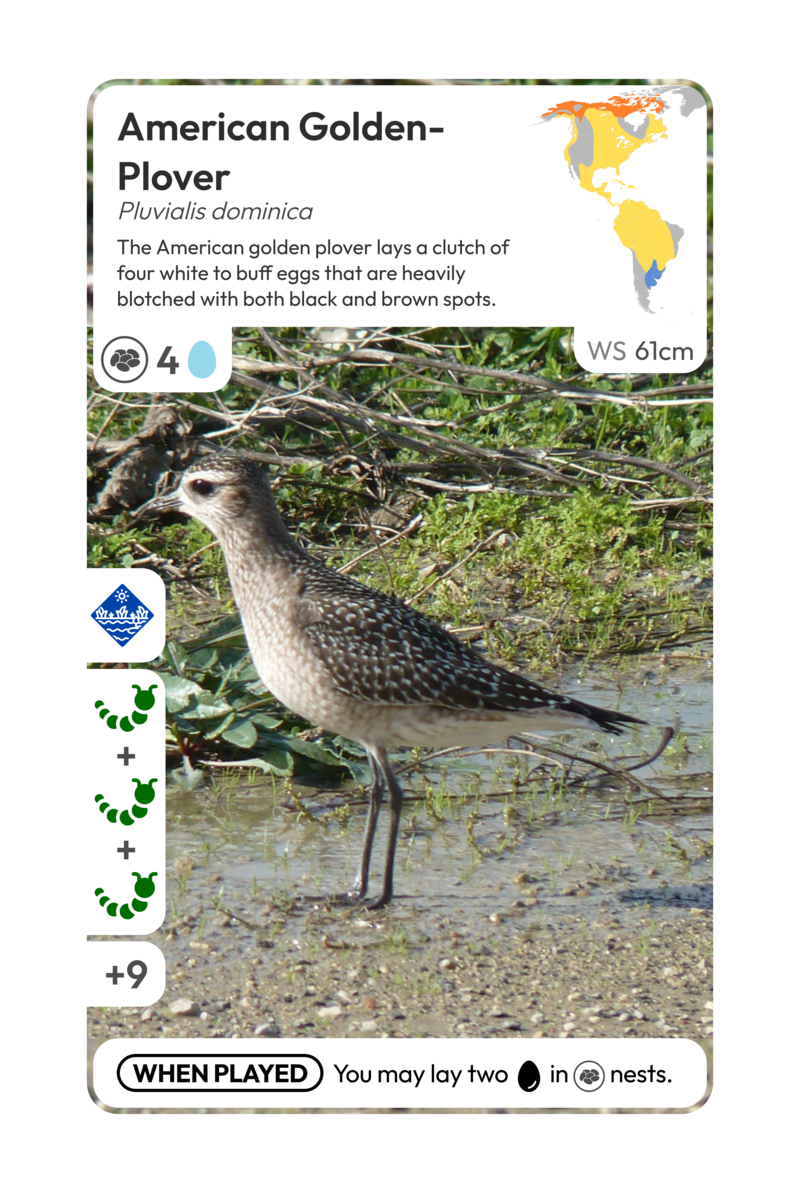 American Golden-
Plover
Pluvialis dominica
The American golden plover lays a clutch of
four white to buff eggs that are heavily
blotched with both black and brown spots.
4
WS 61cm
+
+
+9
WHEN PLAYED You may lay two in nests.